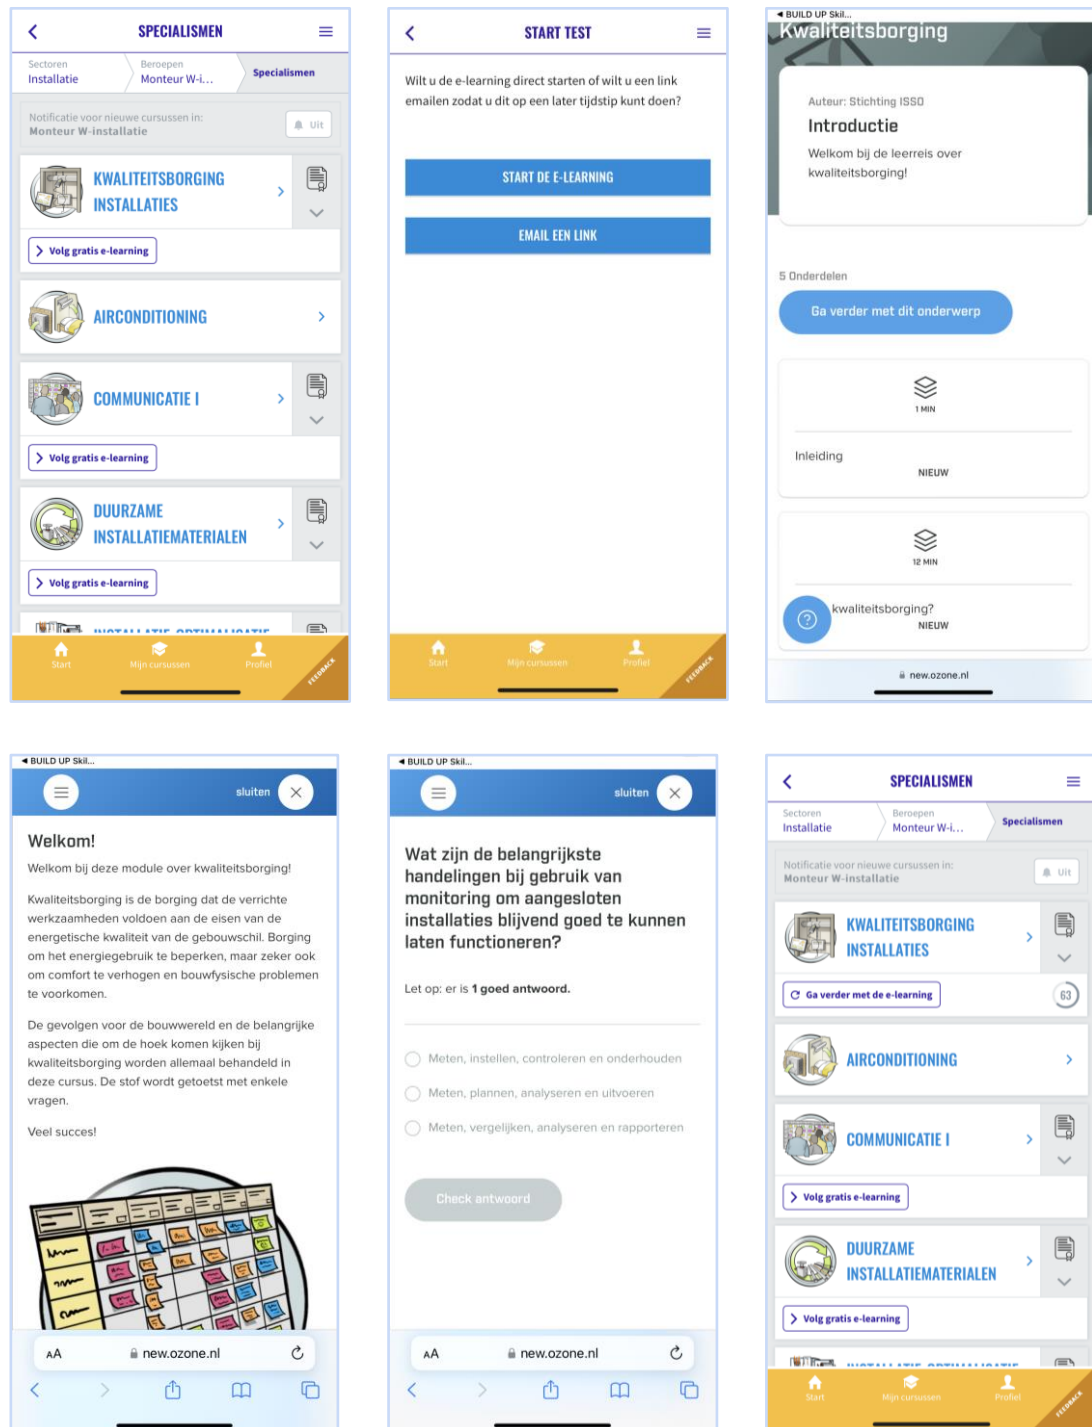 SPECIALISMEN
Sectoren
Installatie
Beroepen
Monteur W-i...
Specialismen
Notificatie voor nieuwe cursussen in:
Monteur W-installatie
Uit
KWALITEITSBORGING
INSTALLATIES
Volg gratis e-learning
AIRCONDITIONING
COMMUNICATIE I
Volg gratis e-learning
DUURZAME
INSTALLATIEMATERIALEN
Volg gratis e-learning
Start
Mijn cursussen
Profiel
FEEDBACK
START TEST
Wilt u de e-learning direct starten of wilt u een link
emailen zodat u dit op een later tijdstip kunt doen?
START DE E-LEARNING
EMAIL EEN LINK
Start
Mijn cursussen
Profiel
FEEDBACK
◀ BUILD UP Skil...
Kwaliteitsborging
Auteur: Stichting ISSO
Introductie
Welkom bij de leerreis over
kwaliteitsborging!
5 Onderdelen
Ga verder met dit onderwerp
1 MIN
Inleiding
NIEUW
12 MIN
kwaliteitsborging?
NIEUW
new.ozone.nl
◀ BUILD UP Skil...
sluiten
Welkom!
Welkom bij deze module over kwaliteitsborging!
Kwaliteitsborging is de borging dat de verrichte
werkzaamheden voldoen aan de eisen van de
energetische kwaliteit van de gebouwschil. Borging
om het energiegebruik te beperken, maar zeker ook
om comfort te verhogen en bouwfysische problemen
te voorkomen.
De gevolgen voor de bouwwereld en de belangrijke
aspecten die om de hoek komen kijken bij
kwaliteitsborging worden allemaal behandeld in
deze cursus. De stof wordt getoetst met enkele
vragen.
Veel succes!
AA
new.ozone.nl
◀ BUILD UP Skil...
sluiten
Wat zijn de belangrijkste
handelingen bij gebruik van
monitoring om aangesloten
installaties blijvend goed te kunnen
laten functioneren?
Let op: er is 1 goed antwoord.
Meten, instellen, controleren en onderhouden
Meten, plannen, analyseren en uitvoeren
Meten, vergelijken, analyseren en rapporteren
Check antwoord
AA
new.ozone.nl
SPECIALISMEN
Sectoren
Installatie
Beroepen
Monteur W-i...
Specialismen
Notificatie voor nieuwe cursussen in:
Monteur W-installatie
Uit
KWALITEITSBORGING
INSTALLATIES
Ga verder met de e-learning
63
AIRCONDITIONING
COMMUNICATIE I
Volg gratis e-learning
DUURZAME
INSTALLATIEMATERIALEN
Volg gratis e-learning
Start
Mijn cursussen
Profiel
FEEDBACK